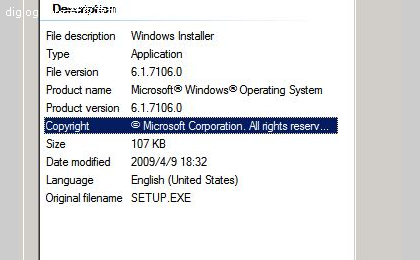 Description
File description Windows Installer
Type Application
File version 6.1.7106.0
Product name Microsoft® Windows® Operating System
Product version 6.1.7106.0
Copyright © Microsoft Corporation. All rights reserv...
Size 107 KB
Date modified 2009/4/9 18:32
Language English (United States)
Original filename SETUP.EXE